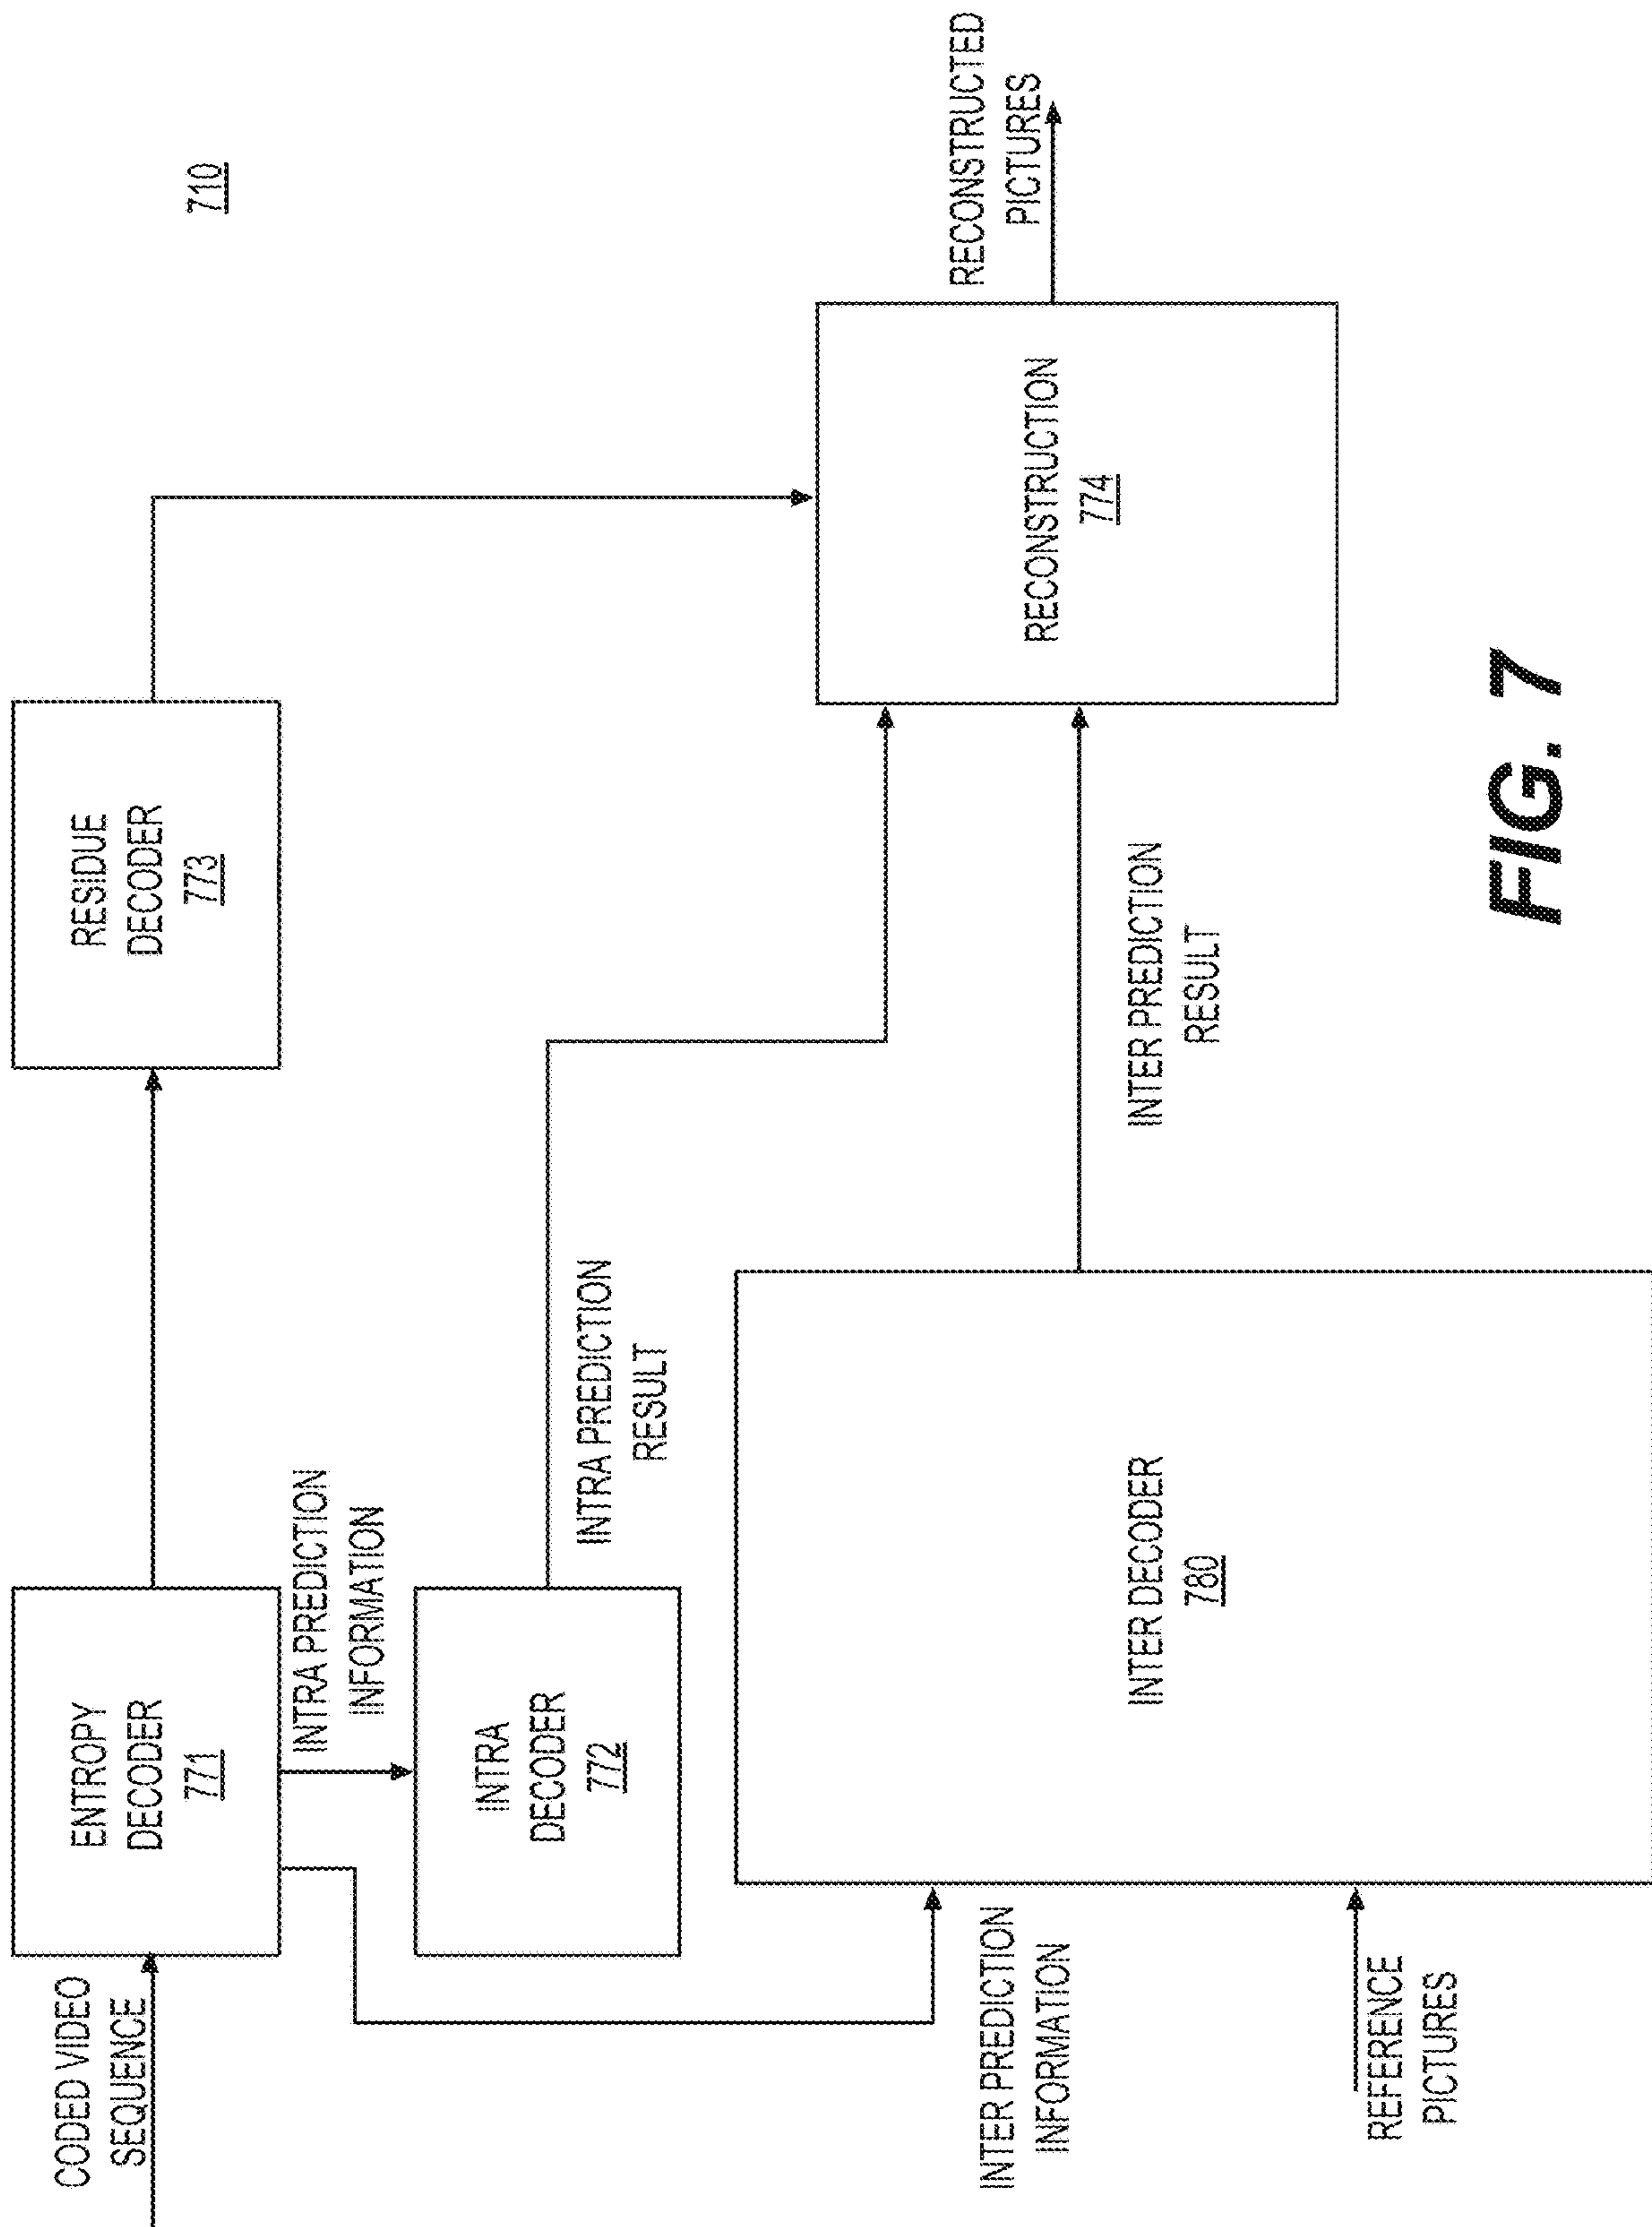 710
CODED VIDEO
SEQUENCE
ENTROPY
DECODER
771
RESIDUE
DECODER
773
INTRA PREDICTION
INFORMATION
INTRA
DECODER
772
INTRA PREDICTION
RESULT
RECONSTRUCTED
PICTURES
RECONSTRUCTION
774
INTER PREDICTION
INFORMATION
INTER DECODER
780
INTER PREDICTION
RESULT
REFERENCE
PICTURES
FIG. 7